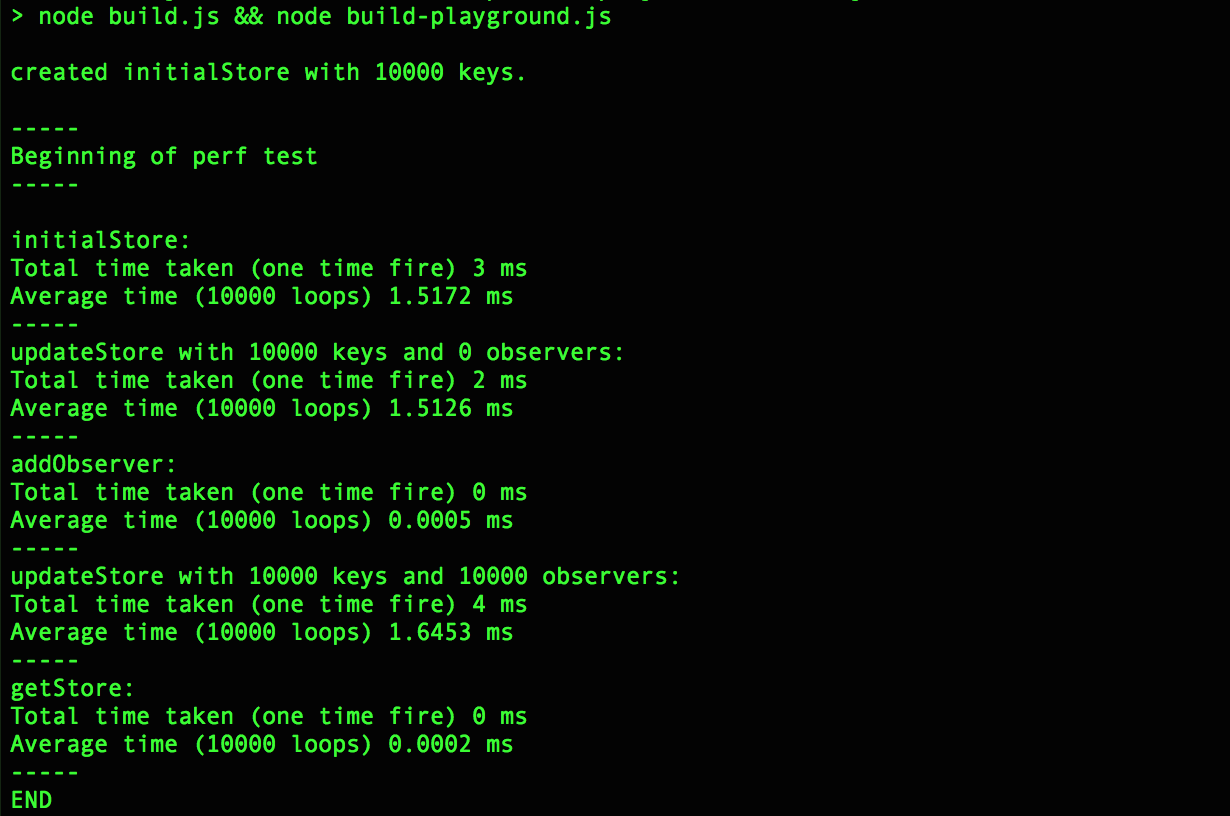 > node build.js && node build-playground.js
created initialStore with 10000 keys.
-----
Beginning of perf test
-----
initialStore:
Total time taken (one time fire) 3 ms
Average time (10000 loops) 1.5172 ms
-----
updateStore with 10000 keys and 0 observers:
Total time taken (one time fire) 2 ms
Average time (10000 loops) 1.5126 ms
-----
addObserver:
Total time taken (one time fire) 0 ms
Average time (10000 loops) 0.0005 ms
-----
updateStore with 10000 keys and 10000 observers:
Total time taken (one time fire) 4 ms
Average time (10000 loops) 1.6453 ms
-----
getStore:
Total time taken (one time fire) 0 ms
Average time (10000 loops) 0.0002 ms
-----
END